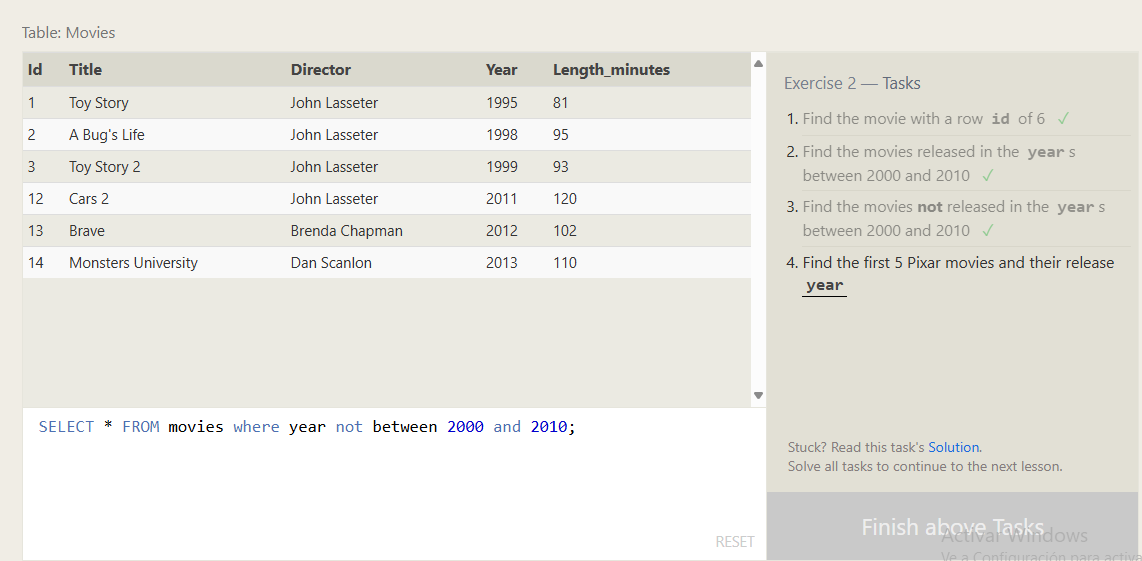 Table: Movies
Id Title Director Year Length_minutes
1 Toy Story John Lasseter 1995 81
2 A Bug's Life John Lasseter 1998 95
3 Toy Story 2 John Lasseter 1999 93
12 Cars 2 John Lasseter 2011 120
13 Brave Brenda Chapman 2012 102
14 Monsters University Dan Scanlon 2013 110
SELECT * FROM movies where year not between 2000 and 2010;
RESET
Exercise 2 — Tasks
1. Find the movie with a row id of 6 ✓
2. Find the movies released in the year s
between 2000 and 2010 ✓
3. Find the movies not released in the year s
between 2000 and 2010 ✓
4. Find the first 5 Pixar movies and their release
year
Stuck? Read this task's Solution.
Solve all tasks to continue to the next lesson.
Finish above Tasks
Activar Windows
Ve a Configuración para activa